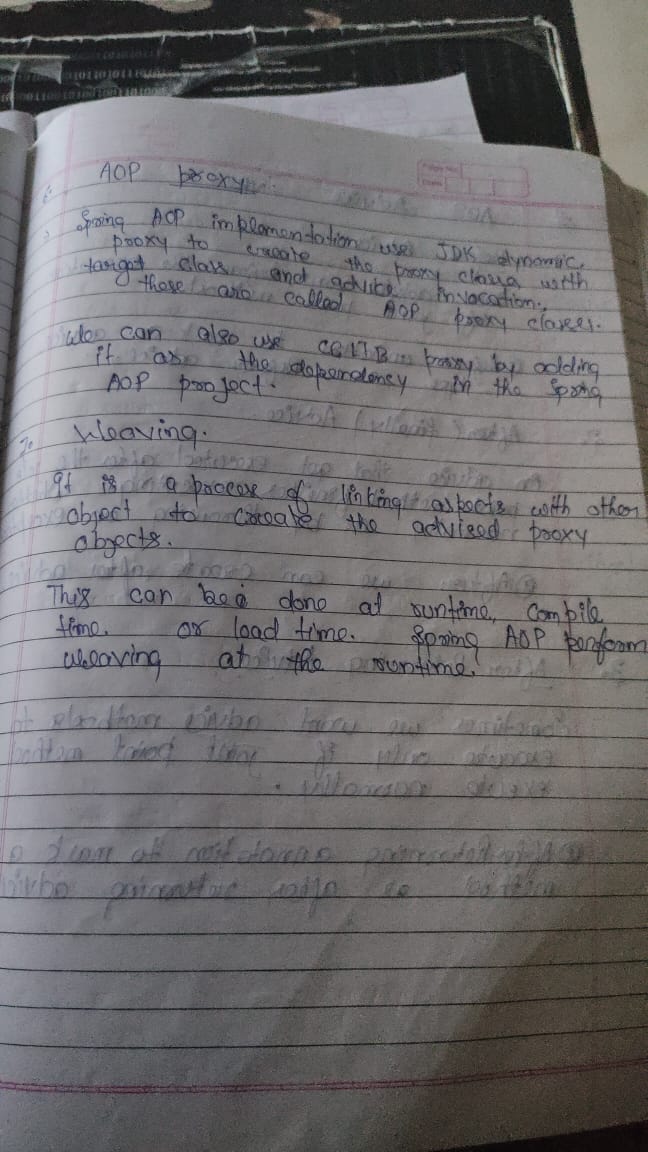 AOP proxy:
6.
Spring AOP implementation use JDK dynamic
proxy to create the proxy classes with
target class and advice invocation,
these are called AOP proxy classes.
We can also use CGLIB proxy by adding
it as the dependency in the Spring
AOP project.
7. Weaving.
It is a process of linking aspects with other
object to create the advised proxy
objects.
This can be done at runtime, compile
time. or load time. Spring AOP perform
weaving at the runtime.